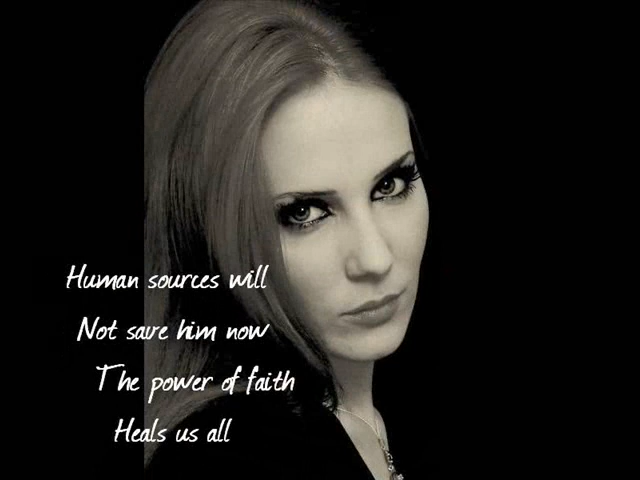 Human sources will
Not save him now
The power of faith
Heals us all